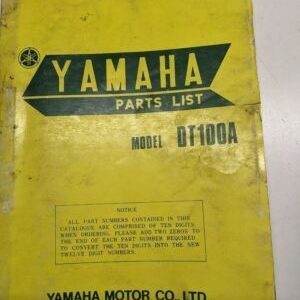 YAMAHA
PARTS LIST
MODEL DT100A
NOTICE
ALL PART NUMBERS CONTAINED IN THIS
CATALOGUE ARE COMPRISED OF TEN DIGITS.
WHEN ORDERING, PLEASE ADD TWO ZEROS TO
THE END OF EACH PART NUMBER REQUIRED
TO CONVERT THE TEN DIGITS INTO THE NEW
TWELVE DIGIT NUMBERS.
YAMAHA MOTOR CO., LTD.